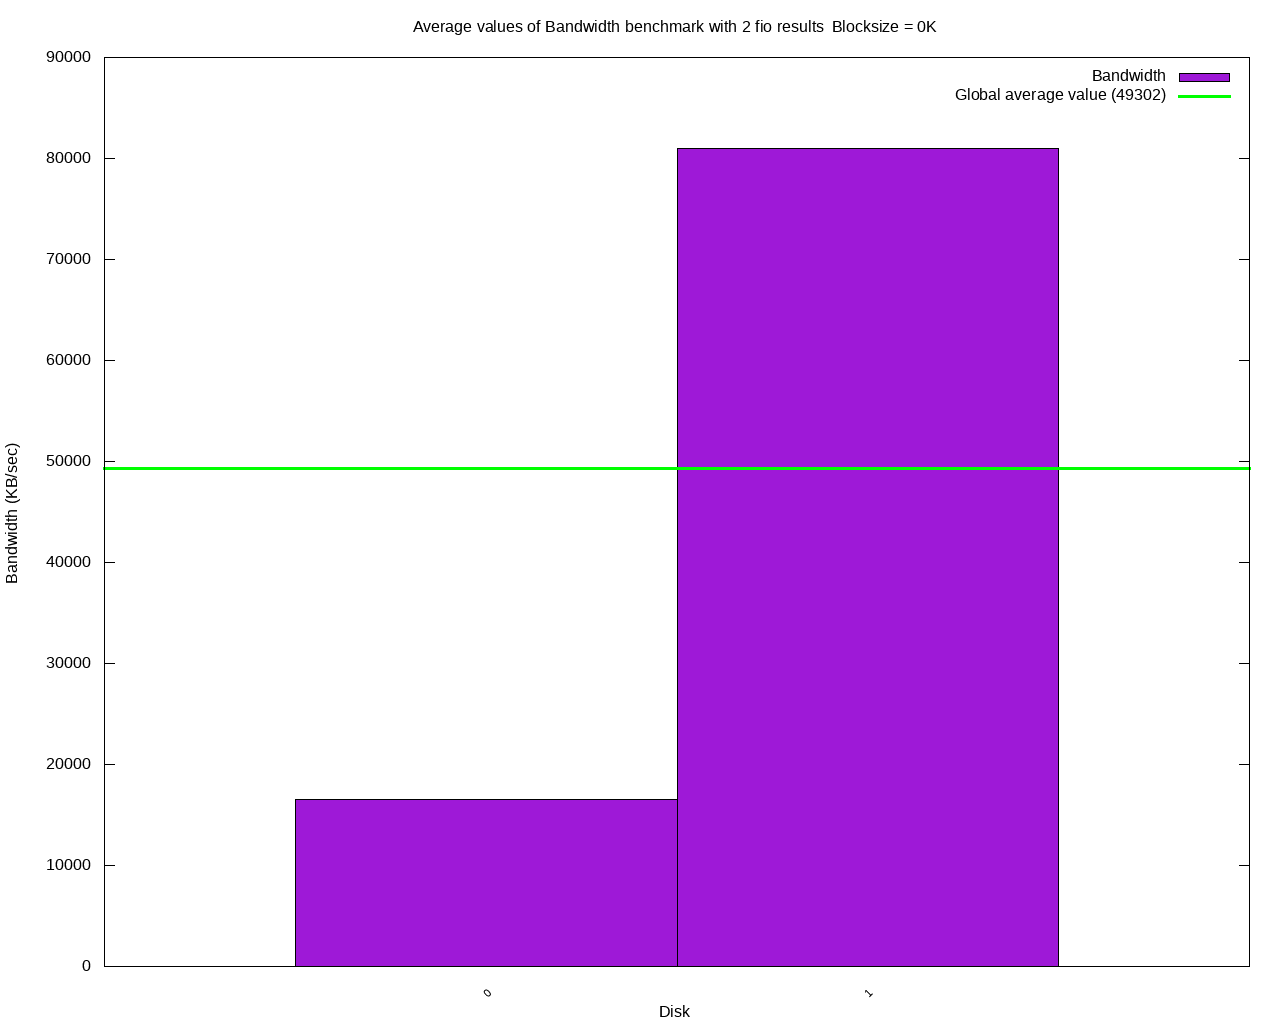 Average values of Bandwidth benchmark with 2 fio results  Blocksize = 0K
90000
80000
70000
60000
50000
40000
30000
20000
10000
0
Bandwidth (KB/sec)
Bandwidth
Global average value (49302)
0
1
Disk